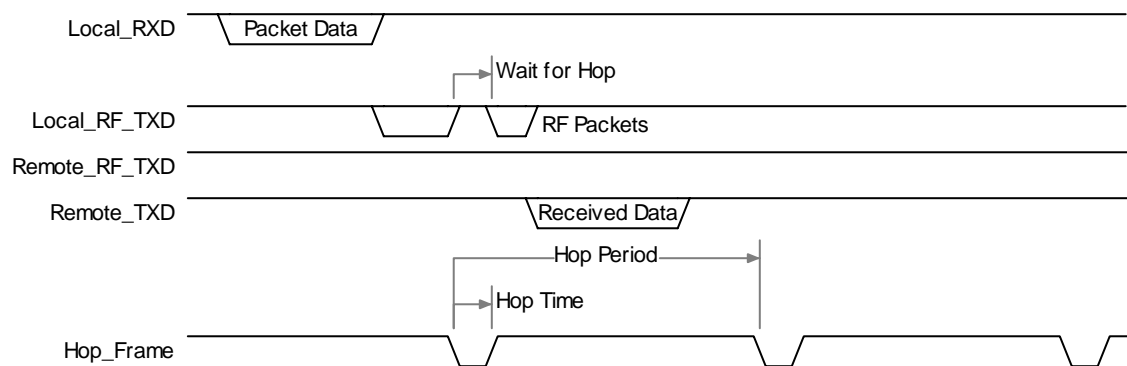 Local_RXD
Packet Data
Wait for Hop
Local_RF_TXD
RF Packets
Remote_RF_TXD
Remote_TXD
Received Data
Hop Period
Hop Time
Hop_Frame